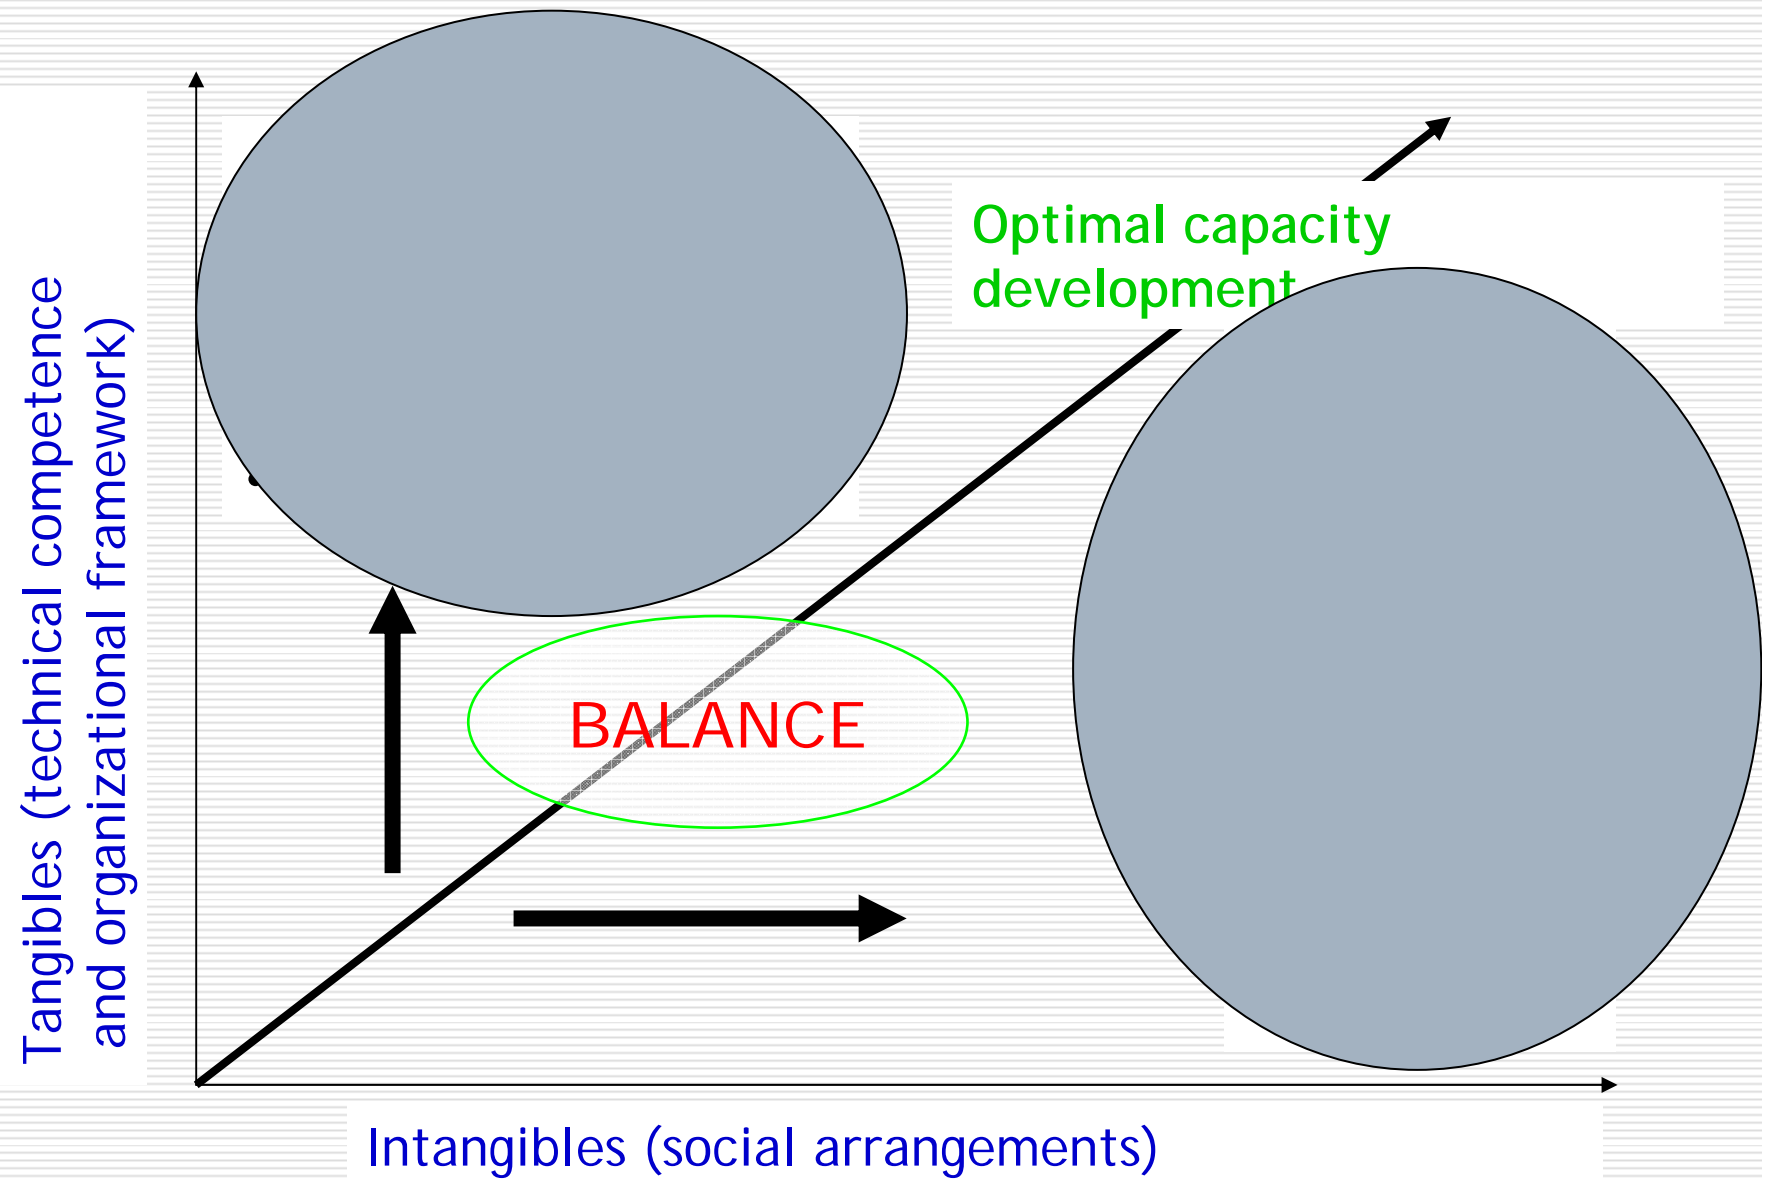 Tangibles (technical competence
and organizational framework)
Optimal capacity
development
BALANCE
Intangibles (social arrangements)